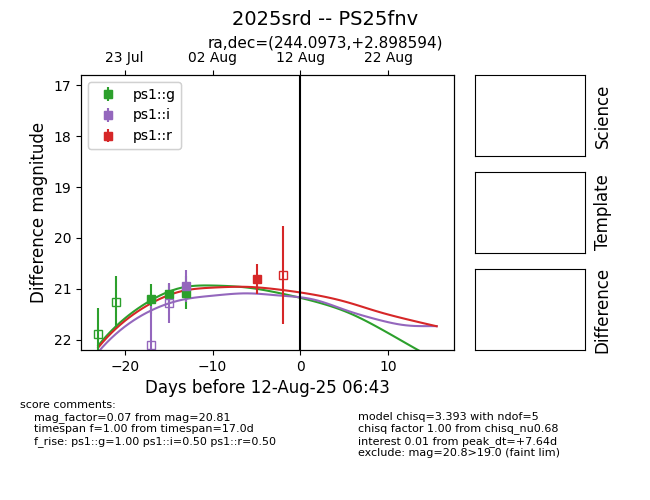 2025srd -- PS25fnv
ra,dec=(244.0973,+2.898594)
23 Jul
02 Aug
12 Aug
22 Aug
ps1::g
ps1::i
ps1::r
17
18
19
20
21
22
Difference magnitude
−20
−10
0
10
Days before 12-Aug-25 06:43
Science
Template
Difference
score comments:
mag_factor=0.07 from mag=20.81
timespan f=1.00 from timespan=17.0d
f_rise: ps1::g=1.00 ps1::i=0.50 ps1::r=0.50
model chisq=3.393 with ndof=5
chisq factor 1.00 from chisq_nu0.68
interest 0.01 from peak_dt=+7.64d
exclude: mag=20.8>19.0 (faint lim)